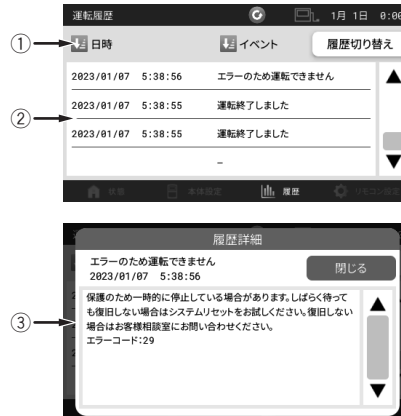 運転履歴
1月 1日 0:00
① 日時
イベント
履歴切り替え
②
2023/01/07 5:38:56 エラーのため運転できません
2023/01/07 5:38:55 運転終了しました
2023/01/07 5:38:55 運転終了しました
–
状態
本体設定
履歴
リモコン設定
履歴詳細
エラーのため運転できません
2023/01/07 5:38:56
閉じる
③
保護のため一時的に停止している場合があります。しばらく待って
も復旧しない場合はシステムリセットをお試しください。復旧しない
場合はお客様相談室にお問い合わせください。
エラーコード:29